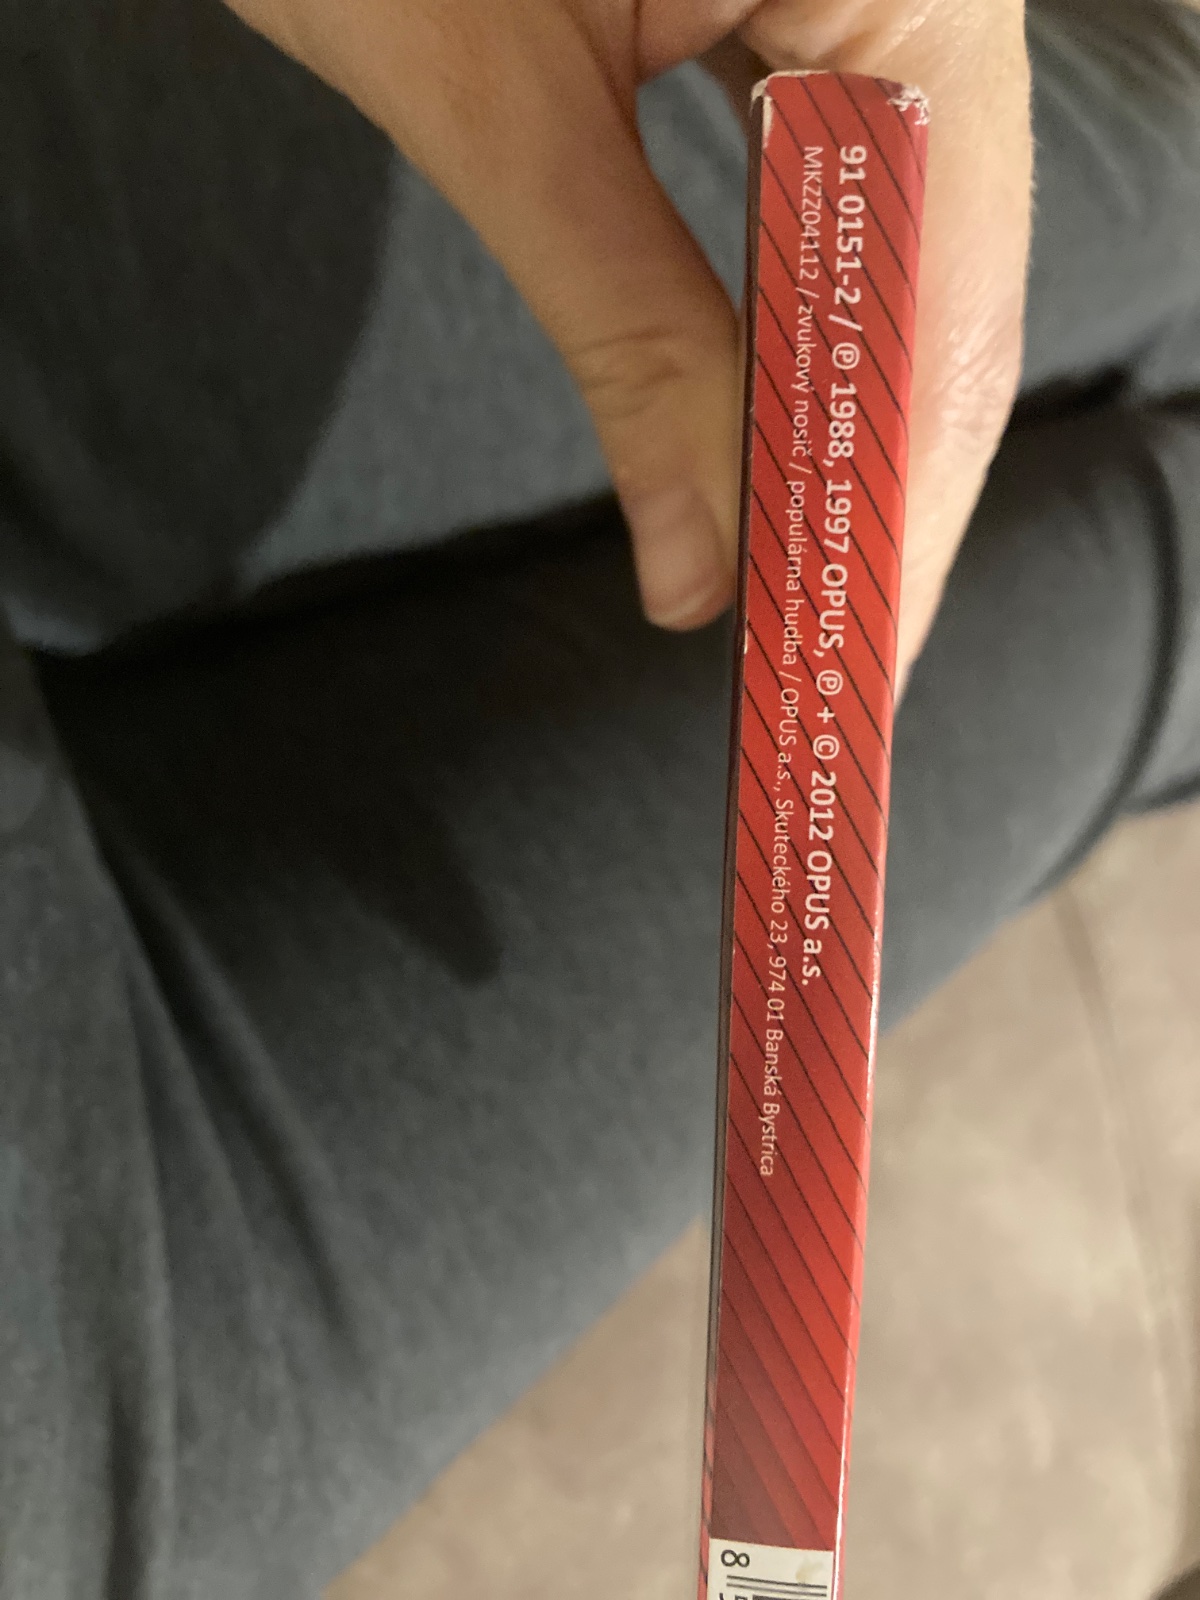 91 0151-2 / ℗ 1988, 1997 OPUS, ℗ + © 2012 OPUS a.s.
MKZZ04112 / zvukový nosič / populárna hudba / OPUS a.s., Skuteckého 23, 974 01 Banská Bystrica
8